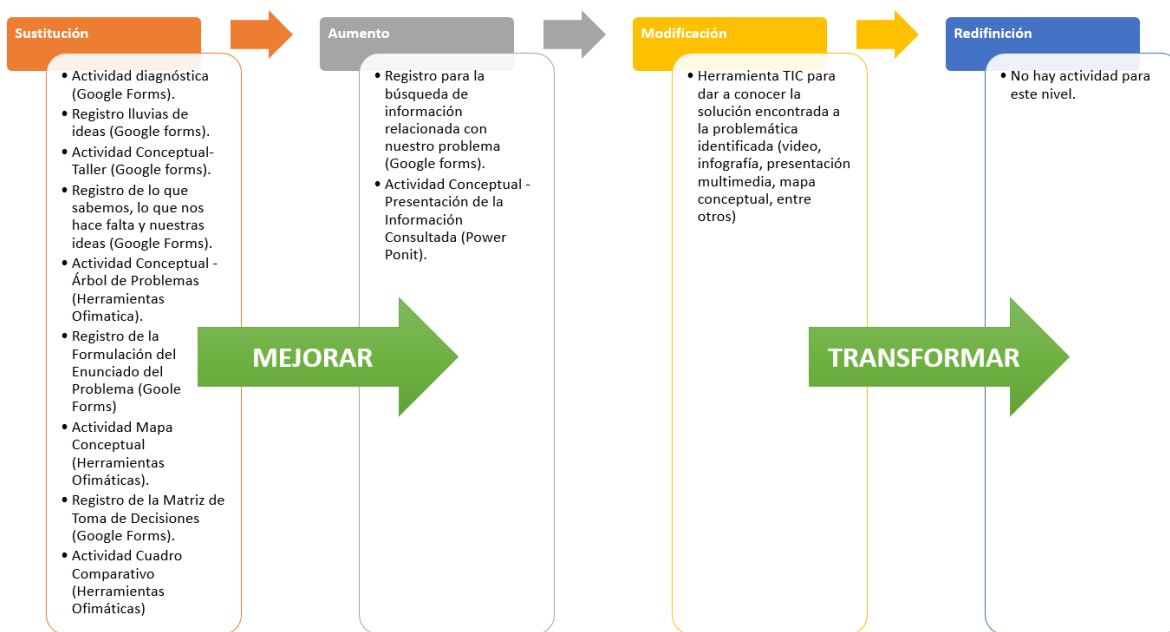 Sustitución
• Actividad diagnóstica
(Google Forms).
• Registro lluvias de
ideas (Google forms).
• Actividad Conceptual-
Taller (Google forms).
• Registro de lo que
sabemos, lo que nos
hace falta y nuestras
ideas (Google Forms).
• Actividad Conceptual -
Árbol de Problemas
(Herramientas
Ofimatica).
• Registro de la
Formulación del
Enunciado del
Problema (Goole
Forms)
• Actividad Mapa
Conceptual
(Herramientas
Ofimáticas).
• Registro de la Matriz de
Toma de Decisiones
(Google Forms).
• Actividad Cuadro
Comparativo
(Herramientas
Ofimáticas)
Aumento
• Registro para la
búsqueda de
información
relacionada con
nuestro problema
(Google forms).
• Actividad Conceptual -
Presentación de la
Información
Consultada (Power
Ponit).
MEJORAR
Modificación
• Herramienta TIC para
dar a conocer la
solución encontrada a
la problemática
identificada (video,
infografía, presentación
multimedia, mapa
conceptual, entre
otros)
Redifinición
• No hay actividad para
este nivel.
TRANSFORMAR